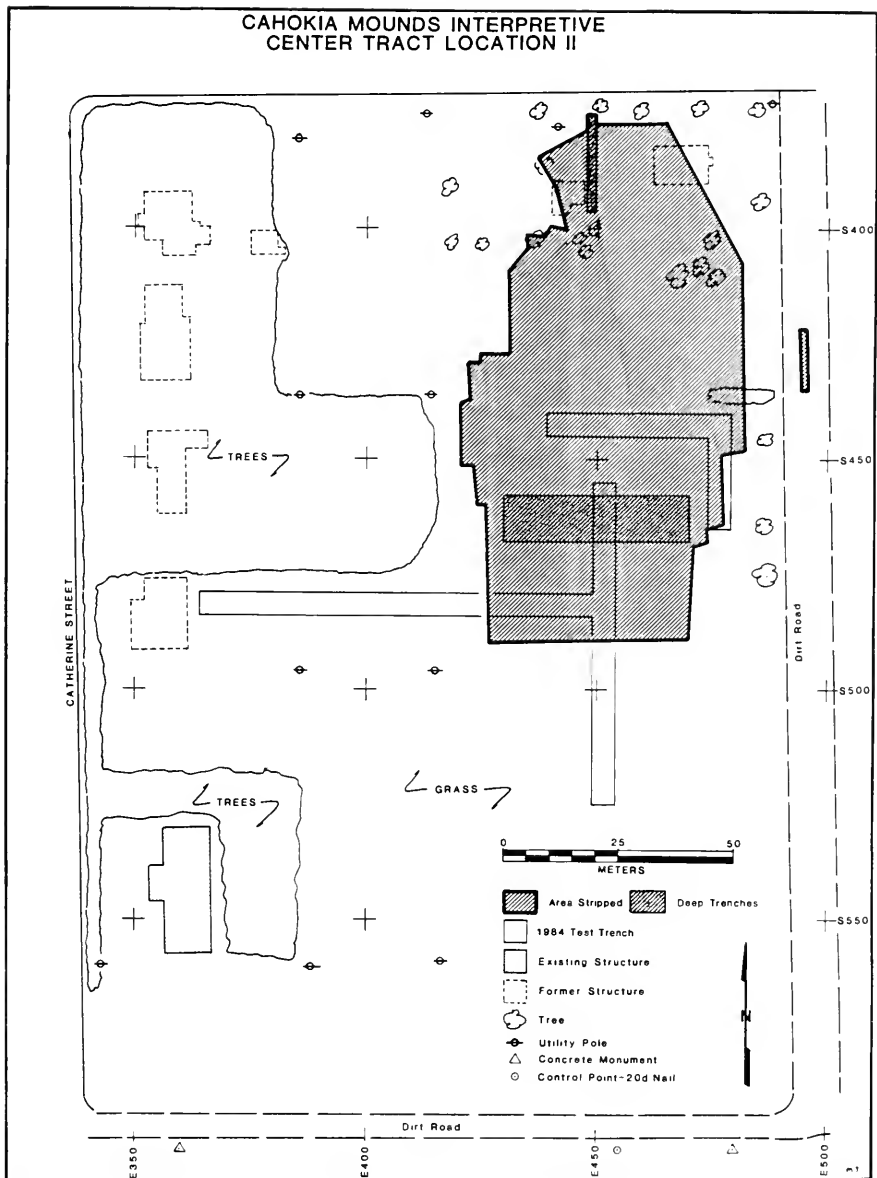 CAHOKIA MOUNDS INTERPRETIVE
CENTER TRACT LOCATION II
S400
TREES
S450
CATHERINE STREET
Dirt Road
S500
TREES
GRASS
0 25 50
METERS
Area Stripped Deep Trenches
1984 Test Trench
S550
Existing Structure
Former Structure
Tree
N
Utility Pole
Concrete Monument
Control Point-20d Nail
Dirt Road
E350
E400
E450
E500